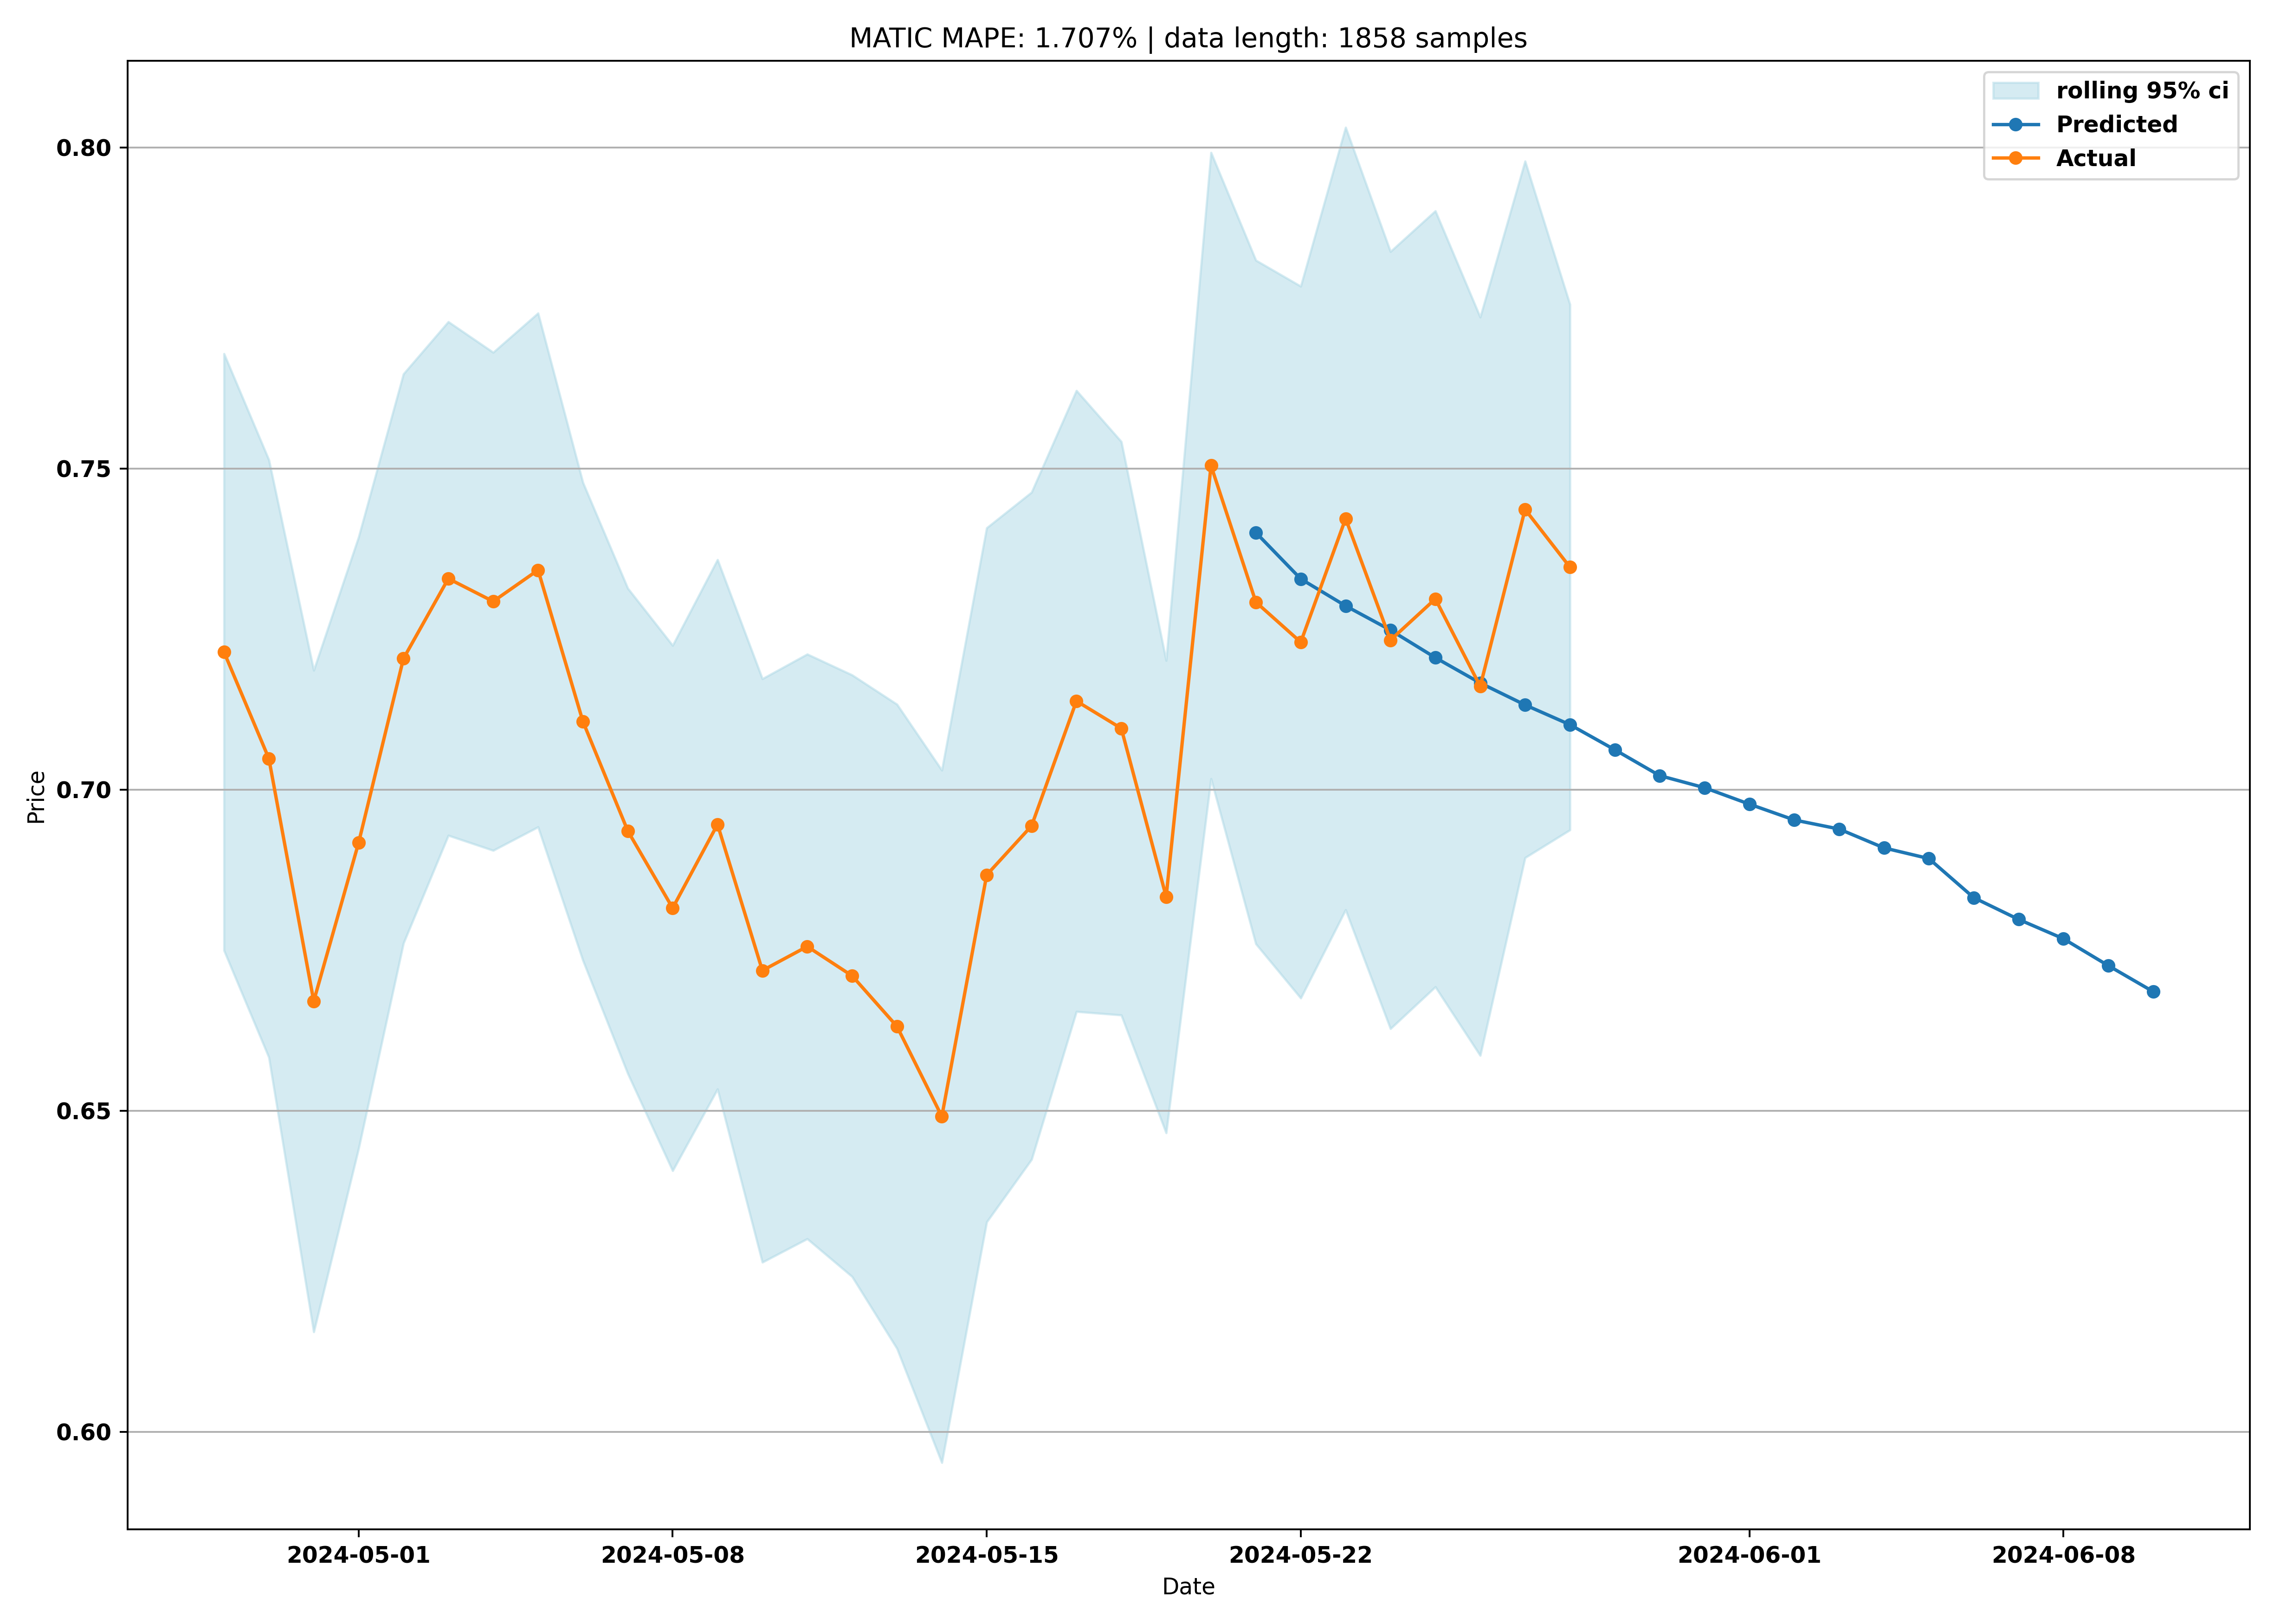 MATIC MAPE: 1.707% | data length: 1858 samples
rolling 95% ci
Predicted
Actual
0.80
0.75
0.70
0.65
0.60
Price
2024-05-01 2024-05-08 2024-05-15 2024-05-22 2024-06-01 2024-06-08
Date